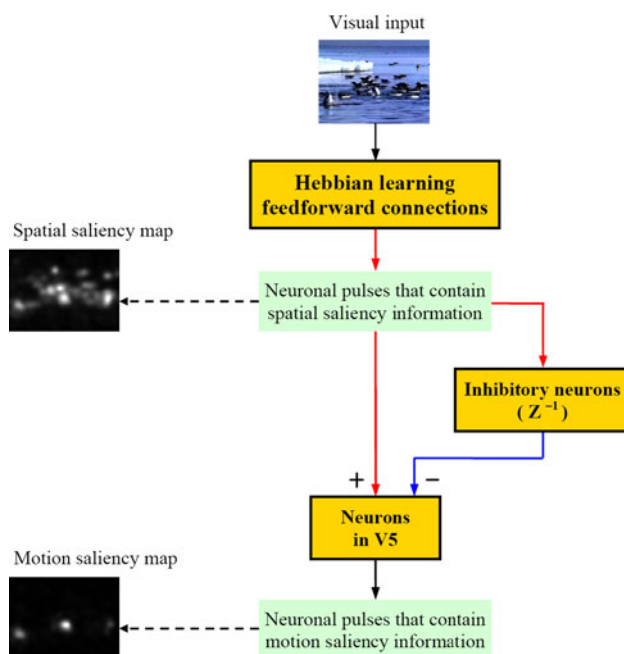 Visual input
Hebbian learning
feedforward connections
Spatial saliency map
Neuronal pulses that contain
spatial saliency information
Inhibitory neurons
( Z⁻¹ )
+ −
Neurons
in V5
Motion saliency map
Neuronal pulses that contain
motion saliency information